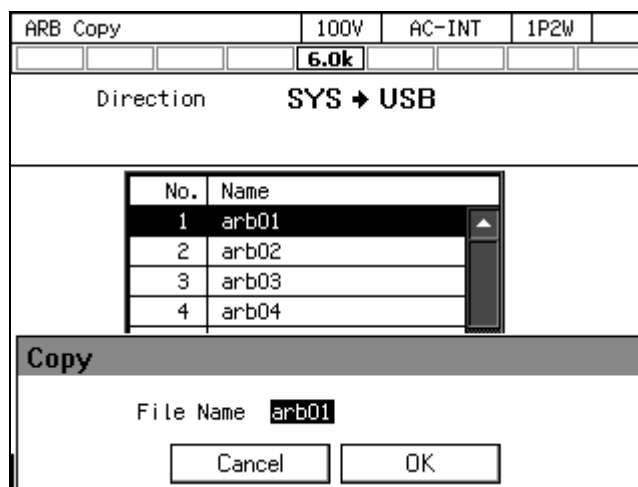 ARB Copy 100V AC-INT 1P2W
6.0k
Direction SYS → USB
No. Name
1 arb01
2 arb02
3 arb03
4 arb04
Copy
File Name arb01
Cancel OK